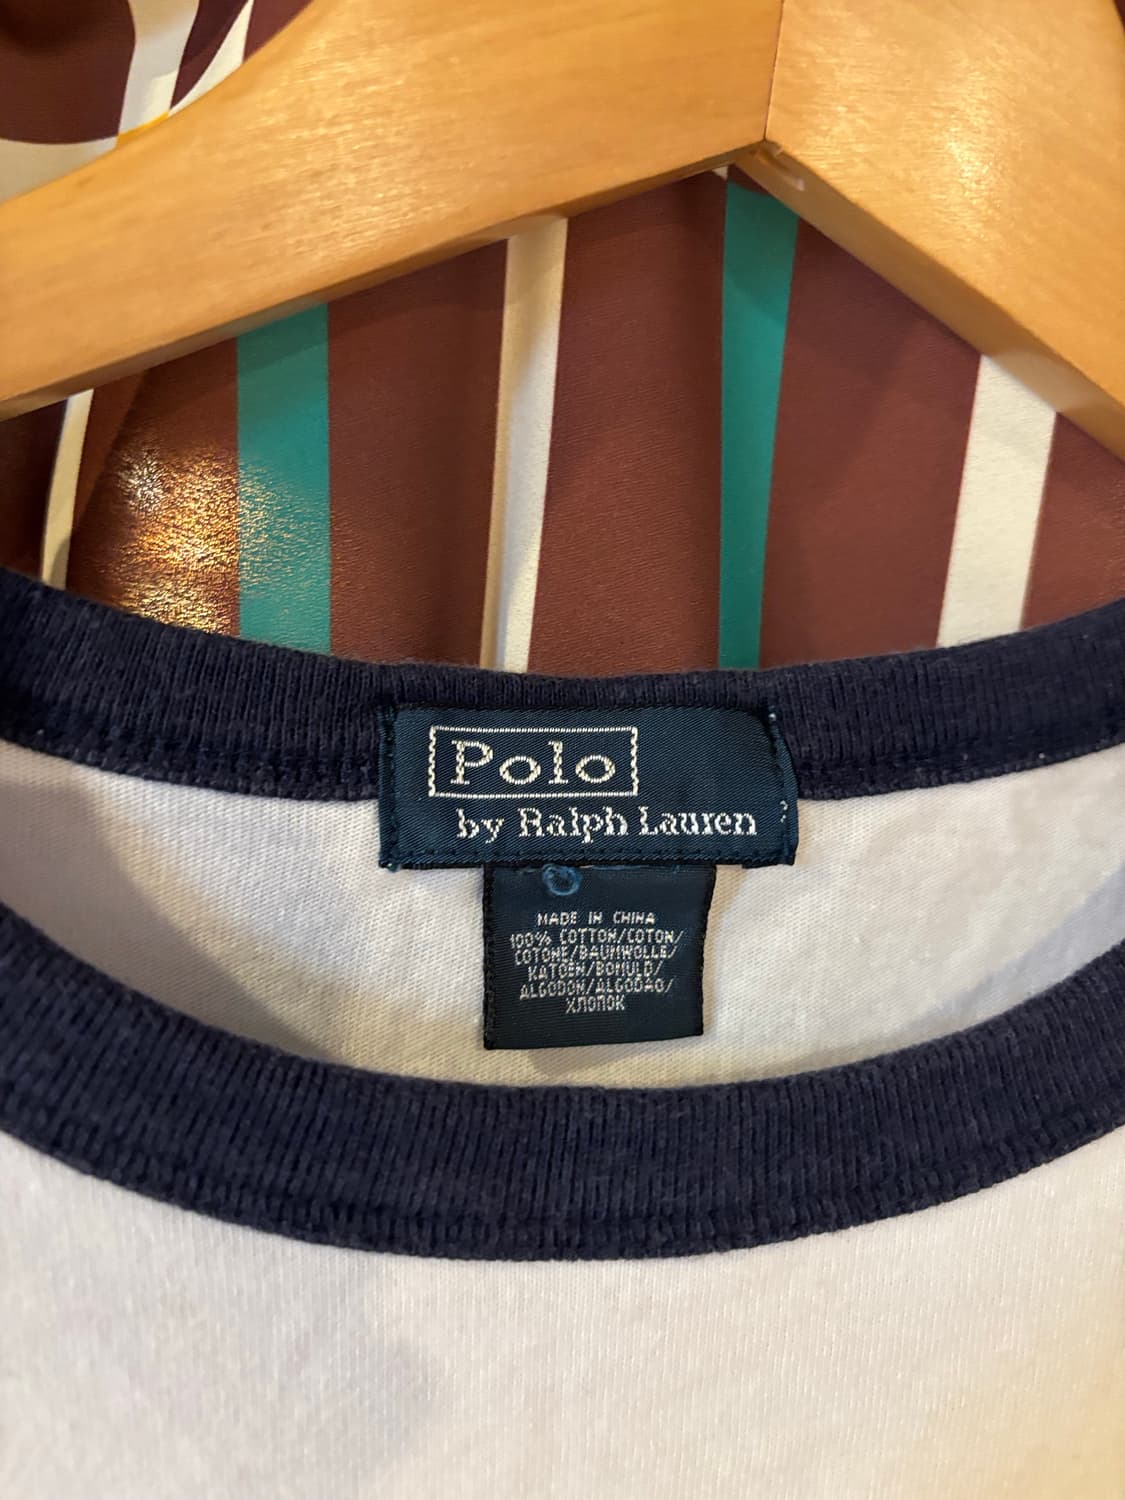 Polo
by Ralph Lauren
MADE IN CHINA
100% COTTON/COTON/
COTONE/BAUMWOLLE/
KATOEN/BOMULD/
ALGODON/ALGODAO/
ХЛОПОК